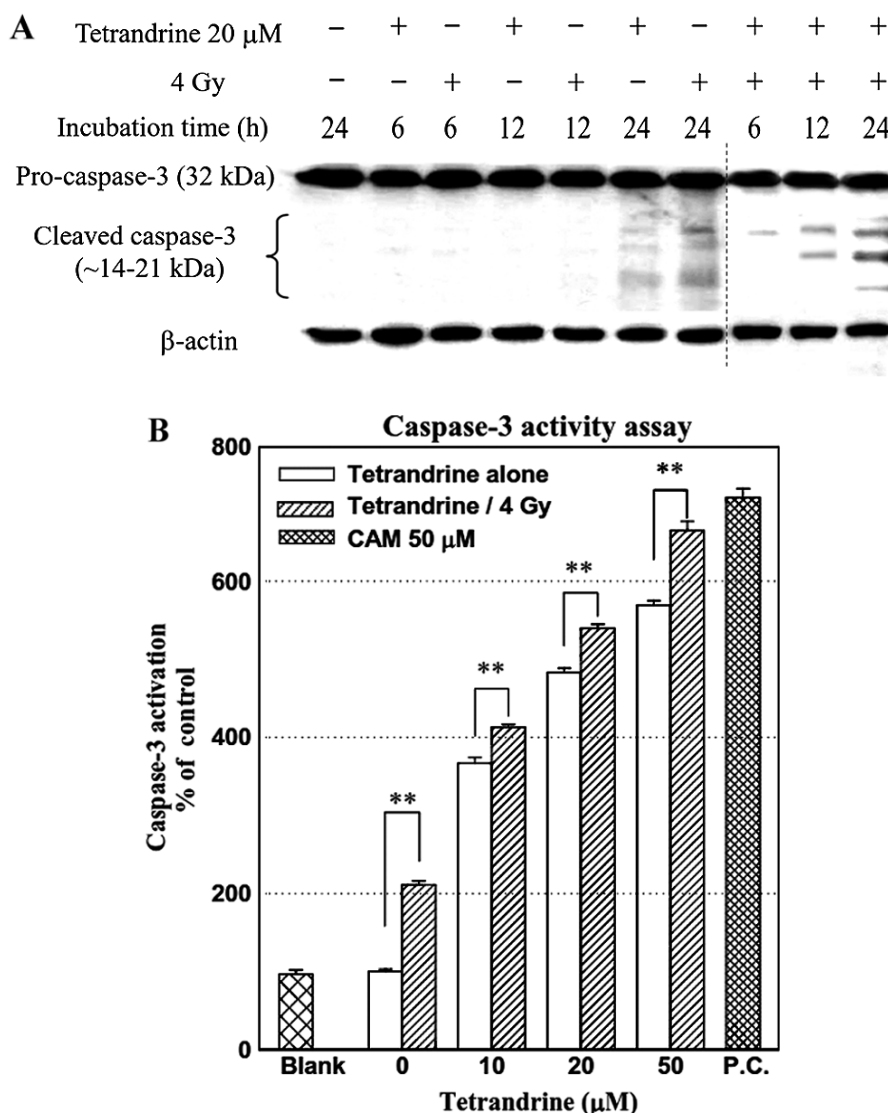 A
Tetrandrine 20 μM − + − + − + − + + +
4 Gy − − + − + − + + + +
Incubation time (h) 24 6 6 12 12 24 24 6 12 24
Pro-caspase-3 (32 kDa)
Cleaved caspase-3
(~14-21 kDa)
β-actin
B
Caspase-3 activity assay
800
600
400
200
0
Caspase-3 activation
% of control
Tetrandrine alone
Tetrandrine / 4 Gy
CAM 50 μM
**
**
**
**
Blank 0 10 20 50 P.C.
Tetrandrine (μM)